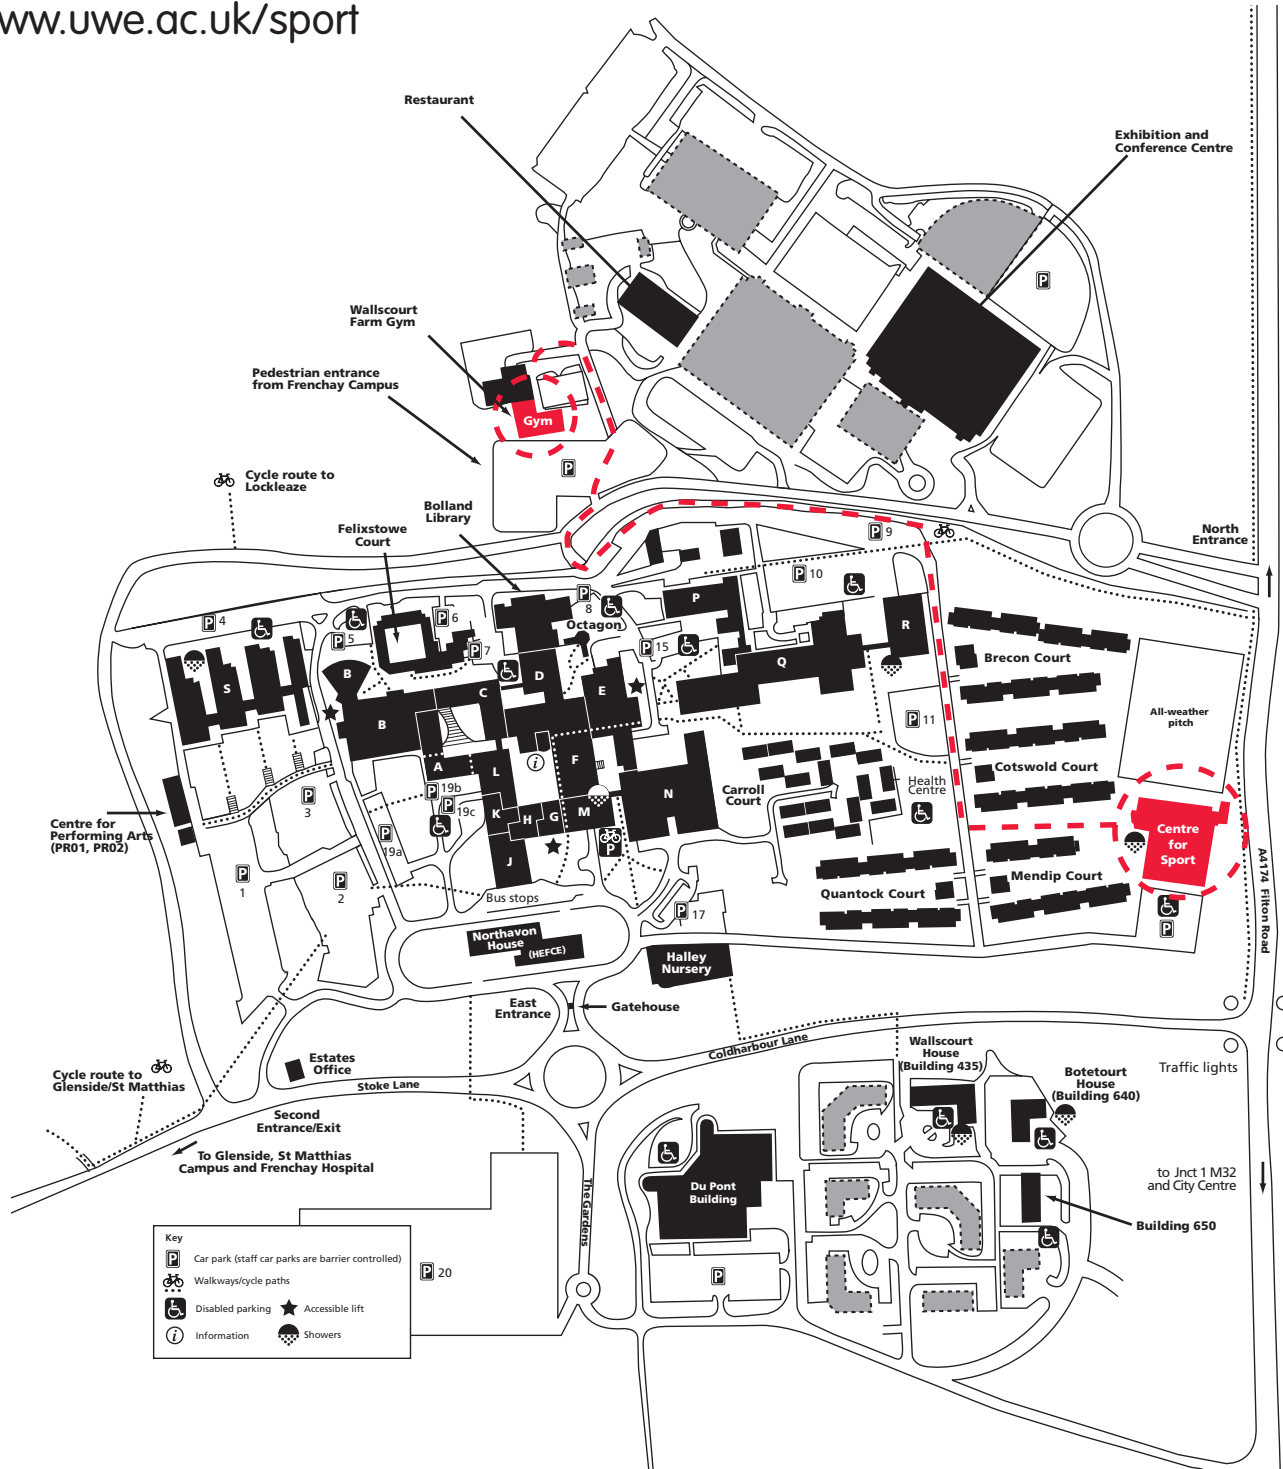 ww.uwe.ac.uk/sport
Restaurant
Exhibition and
Conference Centre
P
Wallscourt
Farm Gym
Pedestrian entrance
from Frenchay Campus
Gym
P
Cycle route to
Lockleaze
Bolland
Library
Felixstowe
Court
North
Entrance
P 9
P 10
P 4
P 5
P 6
P 7
P 8
Octagon
P 15
P
R
Q
S
B
B
C
D
E
A
L
F
K
H
G
M
J
N
i
P 11
Brecon Court
All-weather
pitch
Cotswold Court
Health
Centre
Carroll
Court
Centre
for
Sport
P
Mendip Court
Quantock Court
A4174 Filton Road
Centre for
Performing Arts
(PR01, PR02)
P
3
P 19b
P 19c
P
19a
P
1
P
2
P
Bus stops
P 17
Northavon
House
(HEFCE)
Halley
Nursery
East
Entrance
Gatehouse
Estates
Office
Coldharbour Lane
Stoke Lane
Cycle route to
Glenside/St Matthias
Second
Entrance/Exit
To Glenside, St Matthias
Campus and Frenchay Hospital
Wallscourt
House
(Building 435)
Botetourt
House
(Building 640)
Traffic lights
to Jnct 1 M32
and City Centre
Building 650
Du Pont
Building
The Gardens
P
P 20
Key
P Car park (staff car parks are barrier controlled)
Walkways/cycle paths
Disabled parking
Accessible lift
i Information
Showers